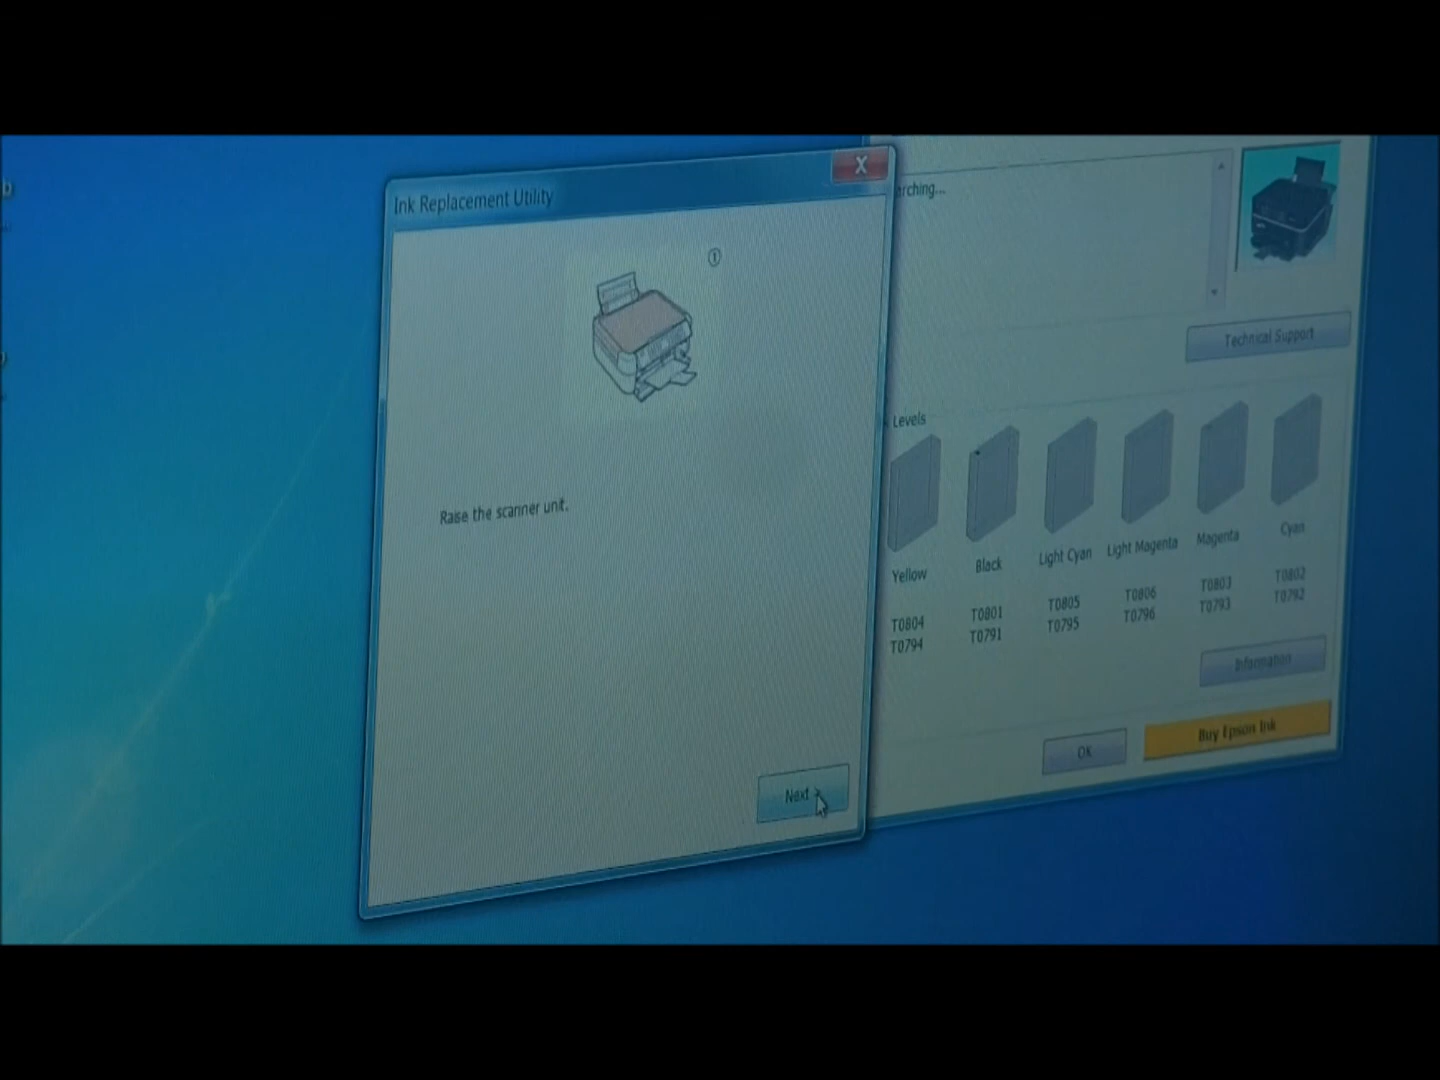 Ink Replacement Utility
X
1
Raise the scanner unit.
Next >
arching...
Technical Support
Levels
Yellow
Black
Light Cyan
Light Magenta
Magenta
Cyan
T0804
T0794
T0801
T0791
T0805
T0795
T0806
T0796
T0803
T0793
T0802
T0792
Information
OK
Buy Epson Ink